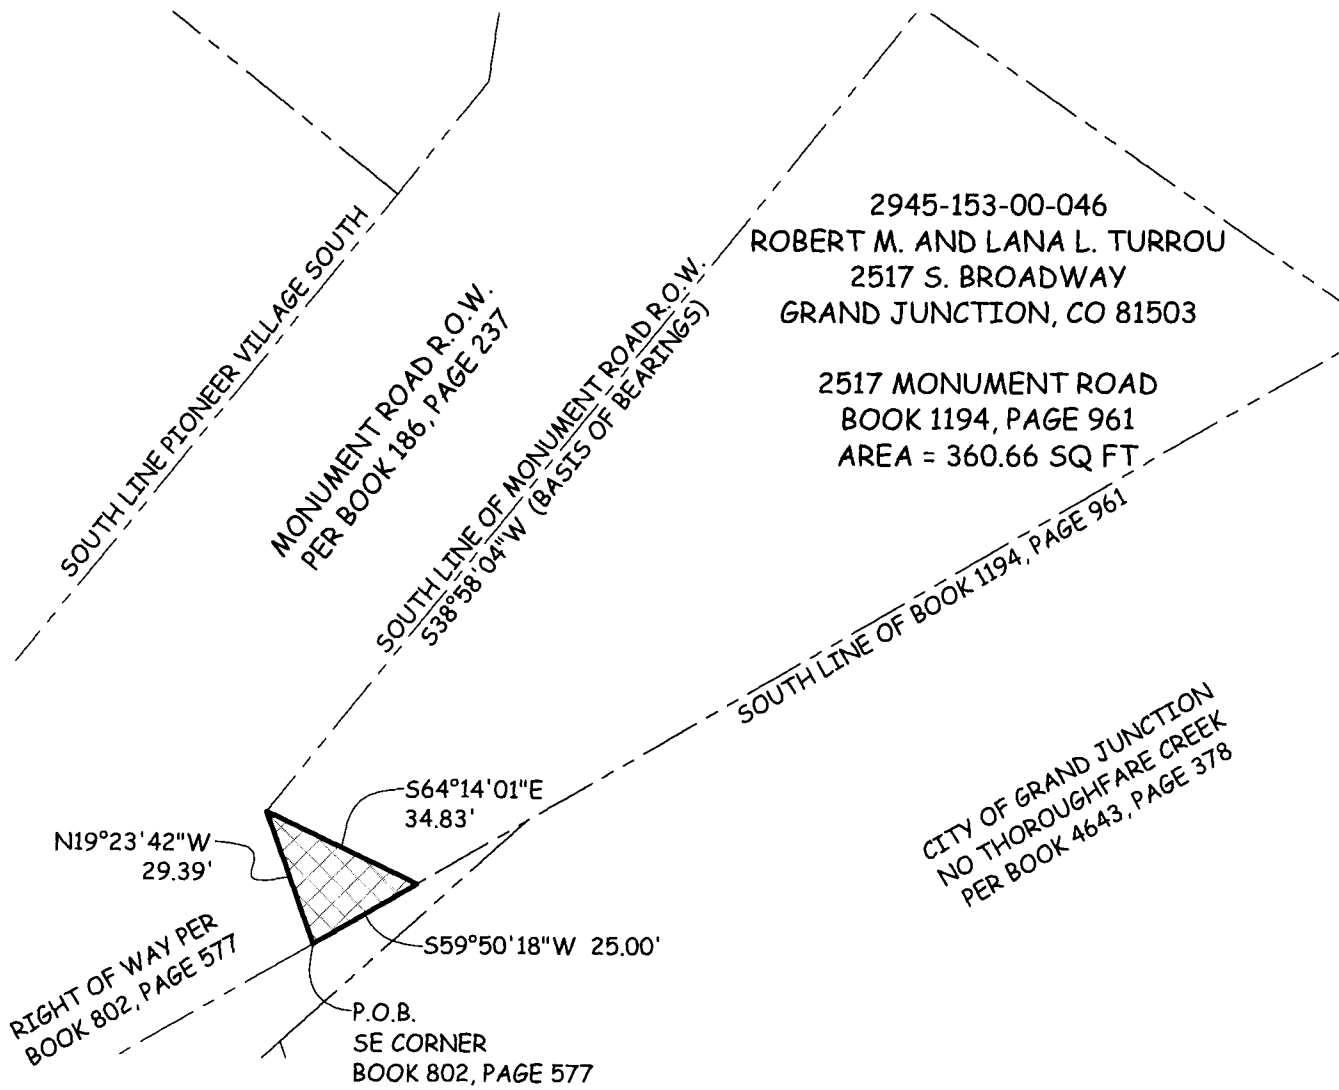 2945-153-00-046
ROBERT M. AND LANA L. TURROU
2517 S. BROADWAY
GRAND JUNCTION, CO 81503
2517 MONUMENT ROAD
BOOK 1194, PAGE 961
AREA = 360.66 SQ FT
SOUTH LINE PIONEER VILLAGE SOUTH
MONUMENT ROAD R.O.W.
PER BOOK 186, PAGE 237
SOUTH LINE OF MONUMENT ROAD R.O.W.
S38°58'04"W (BASIS OF BEARINGS)
SOUTH LINE OF BOOK 1194, PAGE 961
CITY OF GRAND JUNCTION
NO THOROUGHFARE CREEK
PER BOOK 4643, PAGE 378
S64°14'01"E
34.83'
N19°23'42"W
29.39'
S59°50'18"W 25.00'
RIGHT OF WAY PER
BOOK 802, PAGE 577
P.O.B.
SE CORNER
BOOK 802, PAGE 577